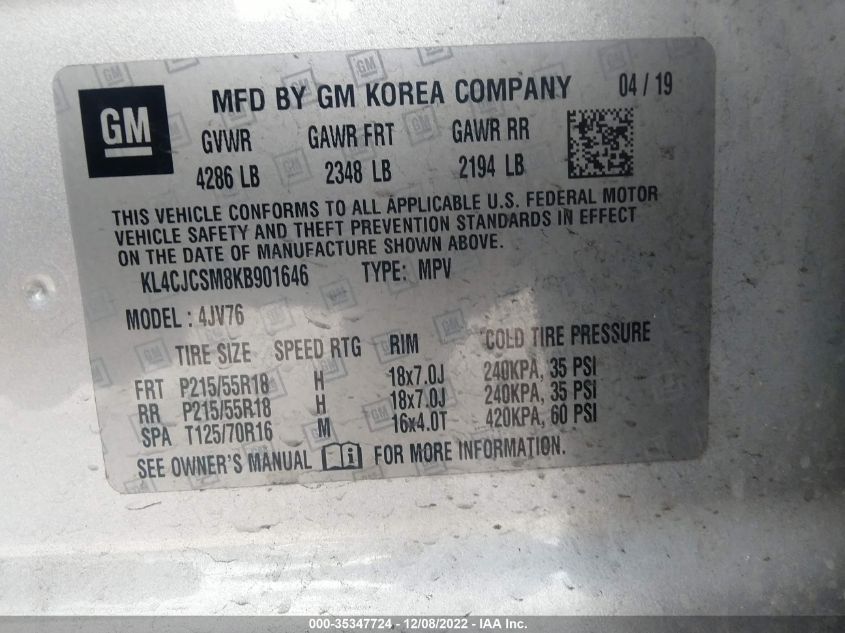 GM
MFD BY GM KOREA COMPANY 04 / 19
GVWR GAWR FRT GAWR RR
4286 LB 2348 LB 2194 LB
THIS VEHICLE CONFORMS TO ALL APPLICABLE U.S. FEDERAL MOTOR
VEHICLE SAFETY AND THEFT PREVENTION STANDARDS IN EFFECT
ON THE DATE OF MANUFACTURE SHOWN ABOVE.
KL4CJCSM8KB901646 TYPE: MPV
MODEL : 4JV76
TIRE SIZE SPEED RTG RIM COLD TIRE PRESSURE
FRT P215/55R18 H 18x7.0J 240KPA, 35 PSI
RR P215/55R18 H 18x7.0J 240KPA, 35 PSI
SPA T125/70R16 M 16x4.0T 420KPA, 60 PSI
SEE OWNER'S MANUAL FOR MORE INFORMATION.
000-35347724 - 12/08/2022 - IAA Inc.